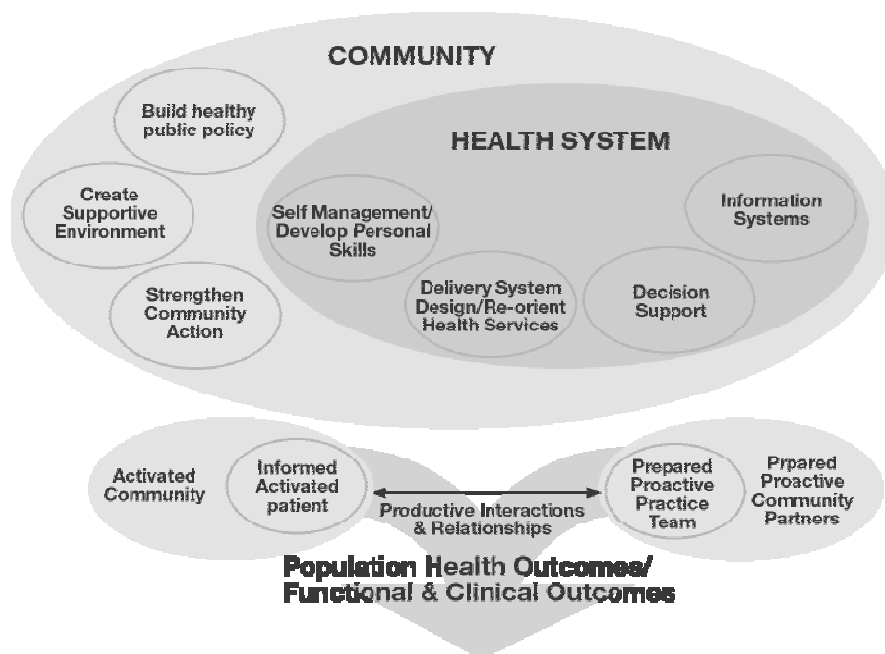 COMMUNITY
Build healthy
public policy
HEALTH SYSTEM
Create
Supportive
Environment
Self Management/
Develop Personal
Skills
Information
Systems
Strengthen
Community
Action
Delivery System
Design/Re-orient
Health Services
Decision
Support
Activated
Community
Informed
Activated
patient
Productive Interactions
& Relationships
Prepared
Proactive
Practice
Team
Prpared
Proactive
Community
Partners
Population Health Outcomes/
Functional & Clinical Outcomes